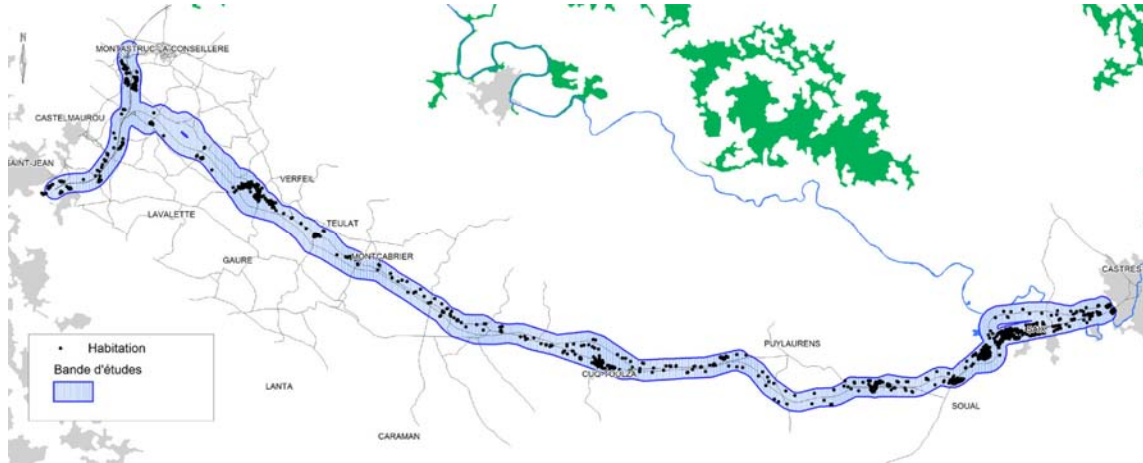 N
MONTASTRUC-LA-CONSEILLERE
CASTELMAUROU
SAINT-JEAN
VERFEIL
LAVALETTE
TEULAT
GAURE
MONTCABRIER
CASTRES
PUYLAURENS
CUQ-TOULZA
LANTA
SOUAL
CARAMAN
Habitation
Bande d'études